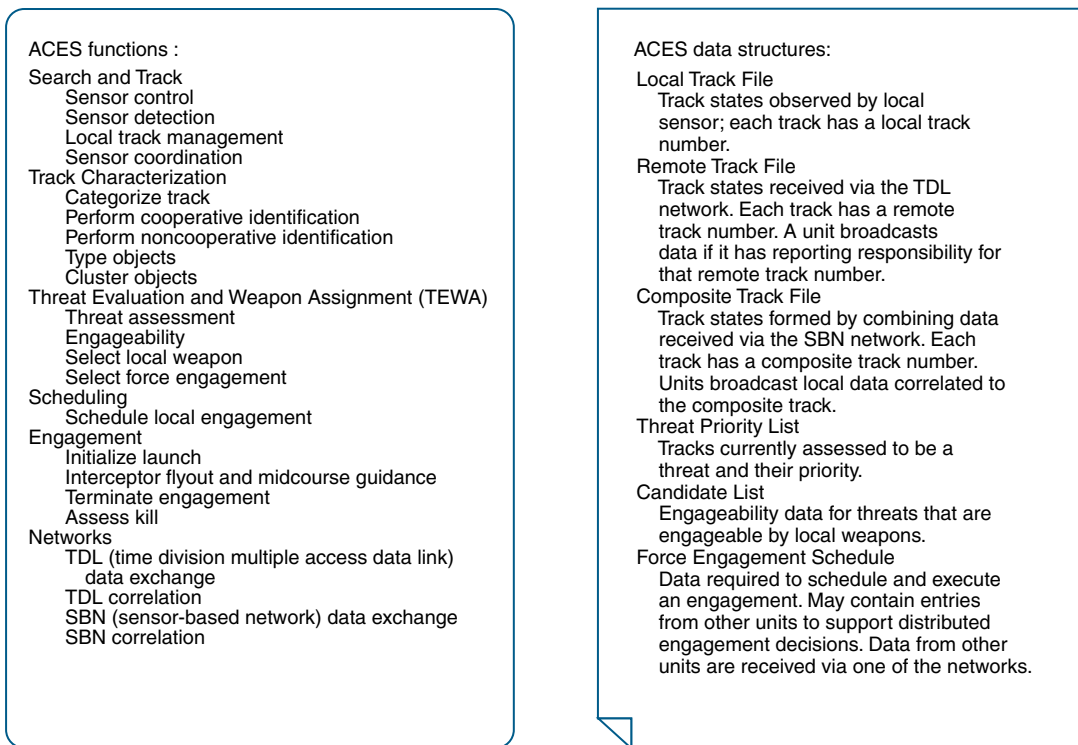 ACES functions :
Search and Track
Sensor control
Sensor detection
Local track management
Sensor coordination
Track Characterization
Categorize track
Perform cooperative identification
Perform noncooperative identification
Type objects
Cluster objects
Threat Evaluation and Weapon Assignment (TEWA)
Threat assessment
Engageability
Select local weapon
Select force engagement
Scheduling
Schedule local engagement
Engagement
Initialize launch
Interceptor flyout and midcourse guidance
Terminate engagement
Assess kill
Networks
TDL (time division multiple access data link)
data exchange
TDL correlation
SBN (sensor-based network) data exchange
SBN correlation
ACES data structures:
Local Track File
Track states observed by local
sensor; each track has a local track
number.
Remote Track File
Track states received via the TDL
network. Each track has a remote
track number. A unit broadcasts
data if it has reporting responsibility for
that remote track number.
Composite Track File
Track states formed by combining data
received via the SBN network. Each
track has a composite track number.
Units broadcast local data correlated to
the composite track.
Threat Priority List
Tracks currently assessed to be a
threat and their priority.
Candidate List
Engageability data for threats that are
engageable by local weapons.
Force Engagement Schedule
Data required to schedule and execute
an engagement. May contain entries
from other units to support distributed
engagement decisions. Data from other
units are received via one of the networks.